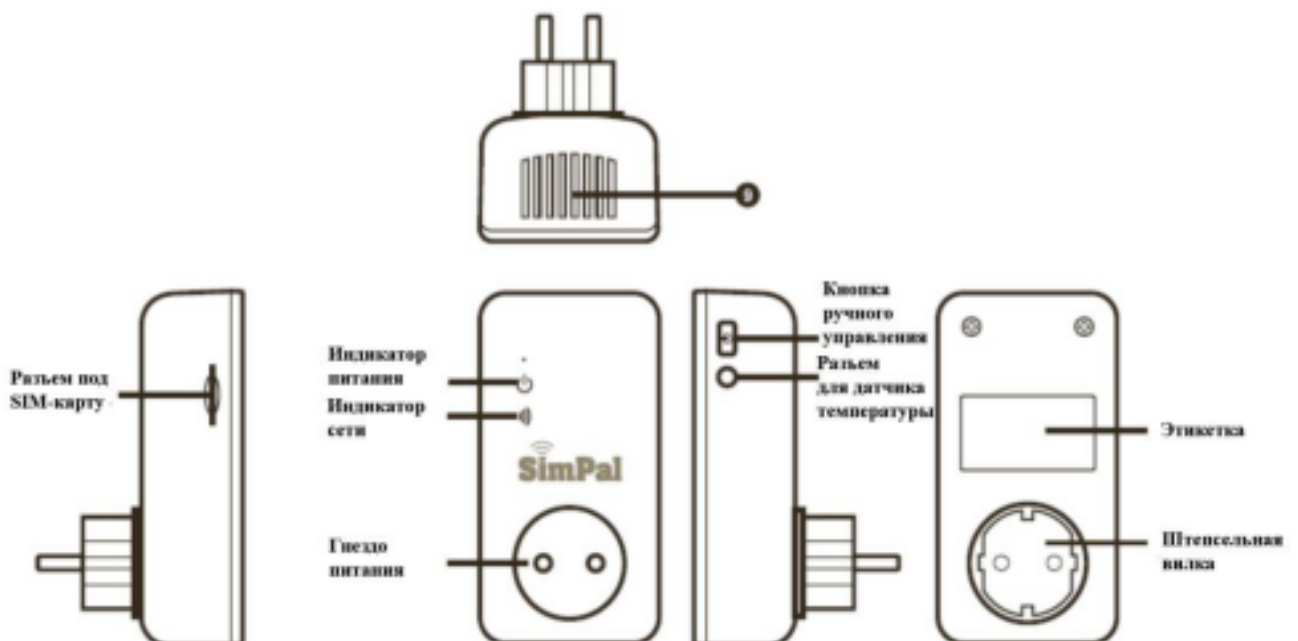 9
Разъем под
SIM-карту
Индикатор
питания
Индикатор
сети
SimPal
Гнездо
питания
Кнопка
ручного
управления
Разъем
для датчика
температуры
Этикетка
Штепсельная
вилка